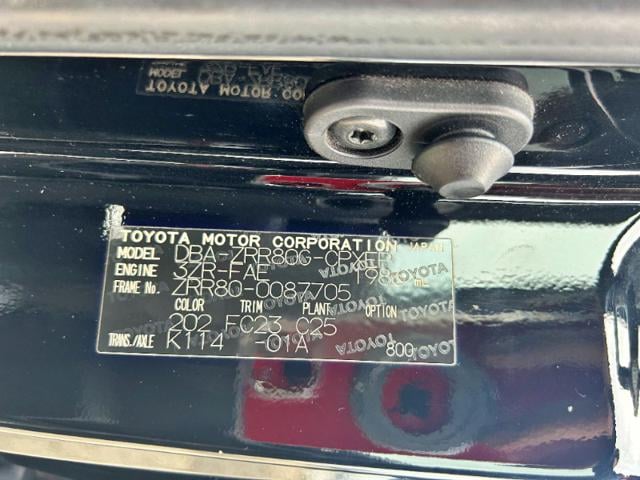 TOYOTA MOTOR CORPORATION JAPAN
MODEL DBA-ZRR80G-CPXEP
ENGINE 3ZR-FAE 1986 mL
FRAME No. ZRR80-0087705
COLOR TRIM PLANT OPTION
202 FC23 C25
TRANS./AXLE K114 -01A 800